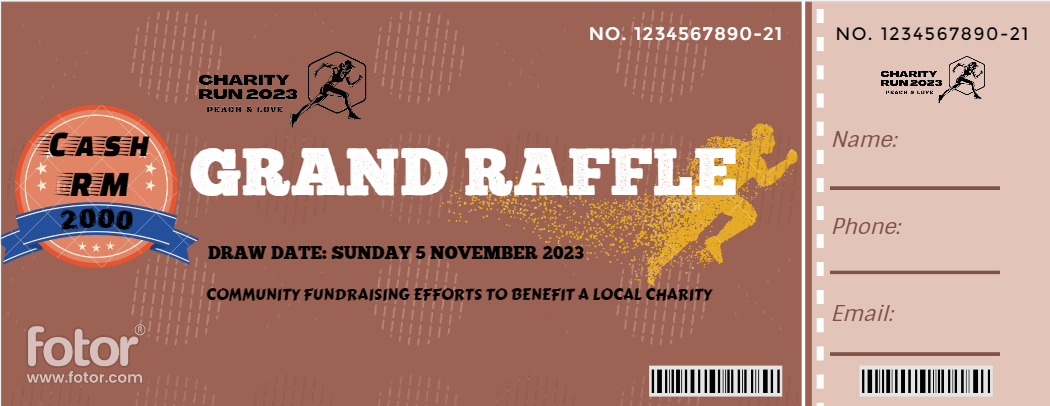 NO. 1234567890-21
CHARITY
RUN 2023
PEACH & LOVE
CASH
RM
2000
GRAND RAFFLE
DRAW DATE: SUNDAY 5 NOVEMBER 2023
COMMUNITY FUNDRAISING EFFORTS TO BENEFIT A LOCAL CHARITY
fotor®
www.fotor.com
NO. 1234567890-21
CHARITY
RUN 2023
PEACH & LOVE
Name:
Phone:
Email: